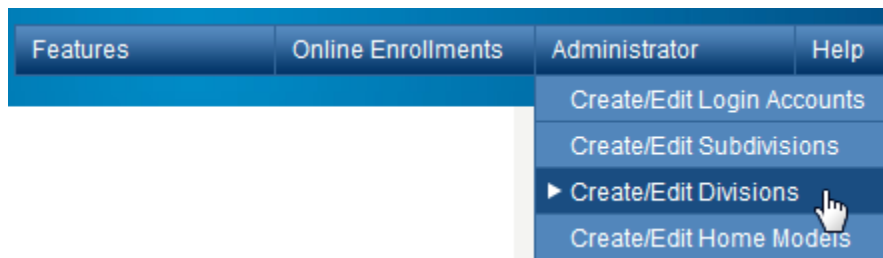 Features Online Enrollments Administrator Help
Create/Edit Login Accounts
Create/Edit Subdivisions
Create/Edit Divisions
Create/Edit Home Models